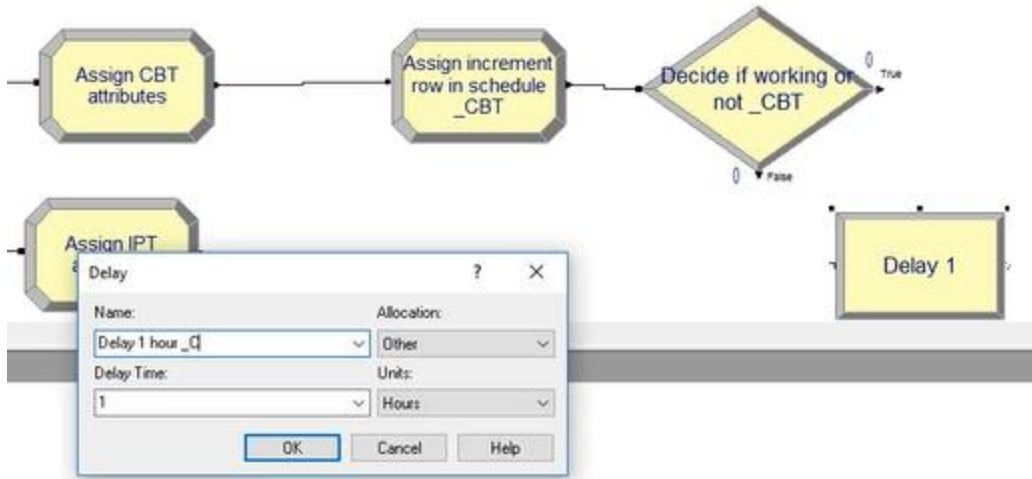 Assign CBT
attributes
Assign increment
row in schedule
_CBT
Decide if working or
not _CBT
0
True
0
False
Assign IPT
Delay 1
Delay
?
Name:
Allocation:
Delay 1 hour _C
Other
Delay Time:
Units:
1
Hours
OK
Cancel
Help